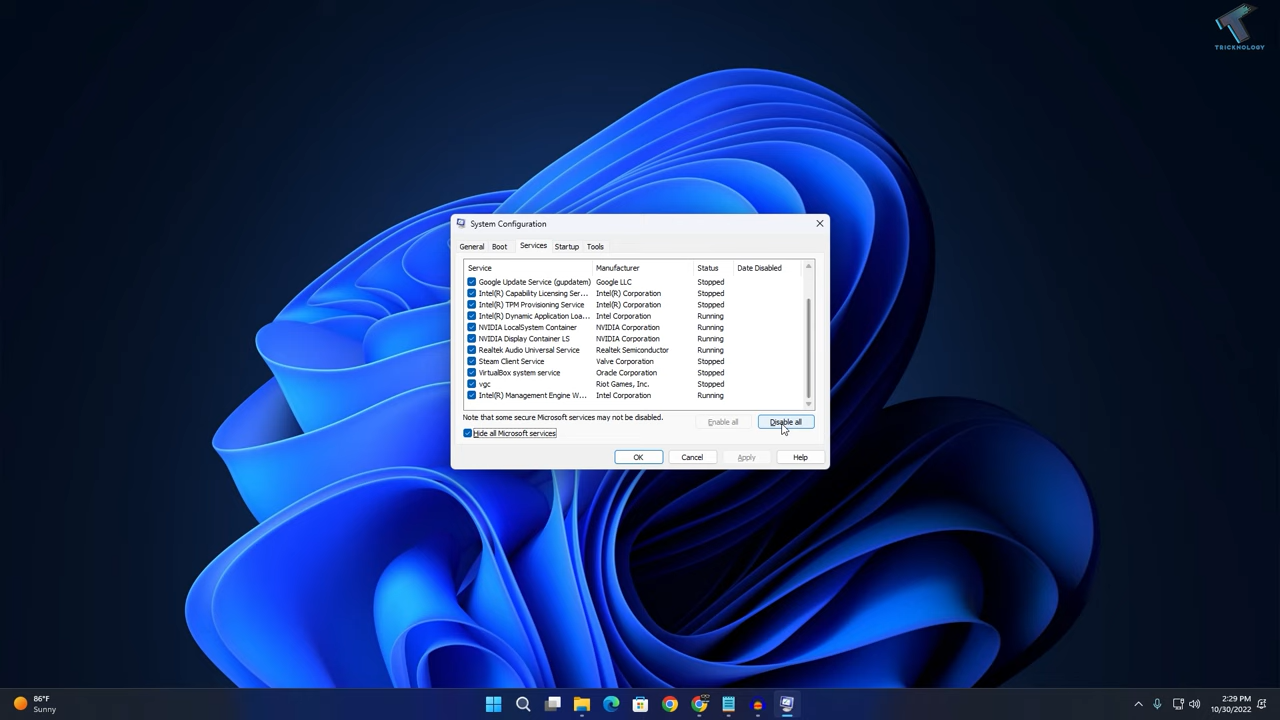 TRICKNOLOGY
System Configuration
General Boot Services Startup Tools
Service Manufacturer Status Date Disabled
Google Update Service (gupdatem) Google LLC Stopped
Intel(R) Capability Licensing Ser... Intel(R) Corporation Stopped
Intel(R) TPM Provisioning Service Intel(R) Corporation Stopped
Intel(R) Dynamic Application Loa... Intel Corporation Running
NVIDIA LocalSystem Container NVIDIA Corporation Running
NVIDIA Display Container LS NVIDIA Corporation Running
Realtek Audio Universal Service Realtek Semiconductor Running
Steam Client Service Valve Corporation Stopped
VirtualBox system service Oracle Corporation Stopped
vgc Riot Games, Inc. Stopped
Intel(R) Management Engine W... Intel Corporation Running
Note that some secure Microsoft services may not be disabled.
Enable all Disable all
Hide all Microsoft services
OK Cancel Apply Help
86°F
Sunny
2:29 PM
10/30/2022